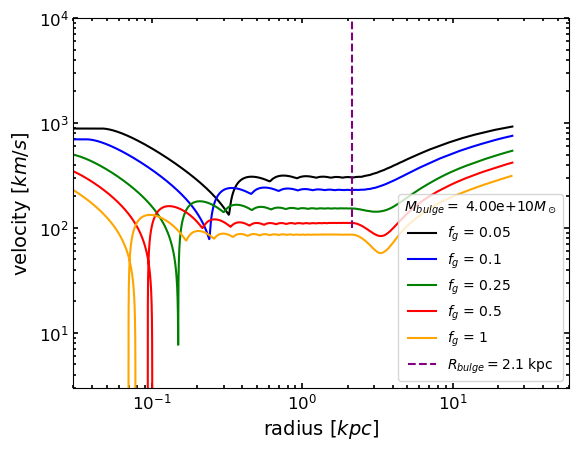 10^4
10^3
10^2
10^1
velocity [km/s]
M_bulge = 4.00e+10M_⊙
f_g = 0.05
f_g = 0.1
f_g = 0.25
f_g = 0.5
f_g = 1
R_bulge = 2.1 kpc
10^−1
10^0
10^1
radius [kpc]